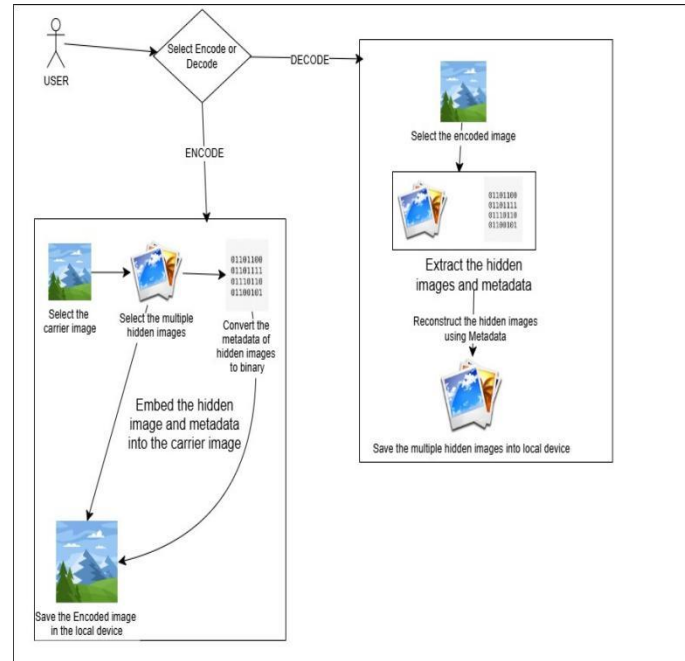 USER
Select Encode or
Decode
DECODE
ENCODE
Select the encoded image
01101100
01101111
01110110
01100101
Extract the hidden
images and metadata
Reconstruct the hidden images
using Metadata
Save the multiple hidden images into local device
01101100
01101111
01110110
01100101
Select the
carrier image
Select the multiple
hidden images
Convert the
metadata of
hidden images
to binary
Embed the hidden
image and metadata
into the carrier image
Save the Encoded image
in the local device